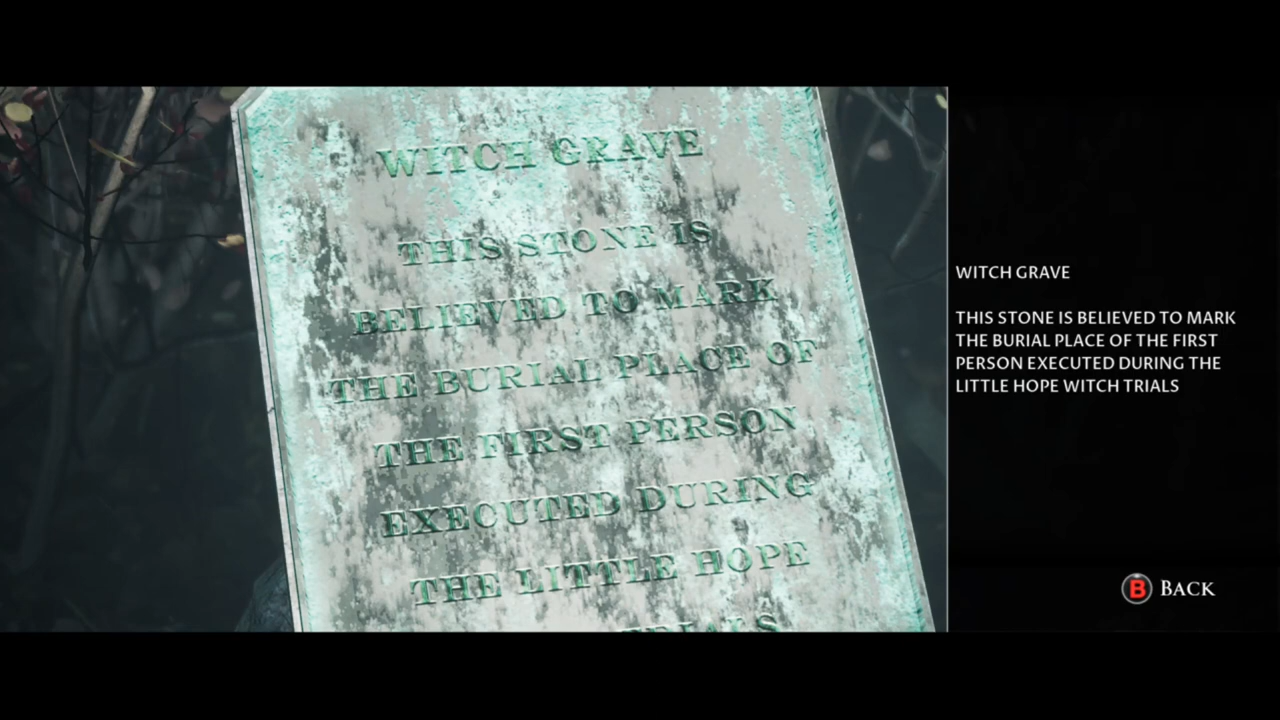 WITCH GRAVE
THIS STONE IS
BELIEVED TO MARK
THE BURIAL PLACE OF
THE FIRST PERSON
EXECUTED DURING
THE LITTLE HOPE
TRIALS
WITCH GRAVE
THIS STONE IS BELIEVED TO MARK
THE BURIAL PLACE OF THE FIRST
PERSON EXECUTED DURING THE
LITTLE HOPE WITCH TRIALS
B BACK